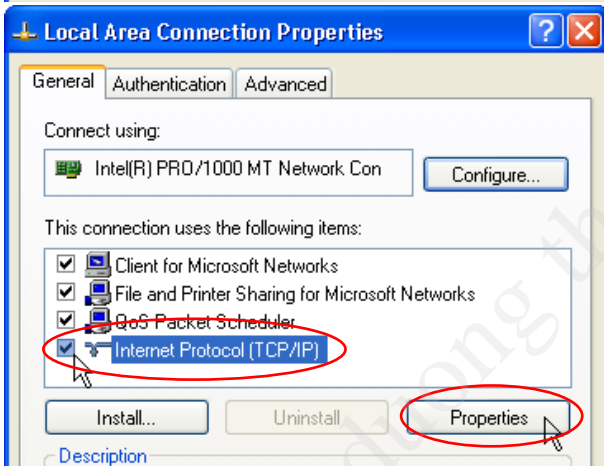 Local Area Connection Properties
General Authentication Advanced
Connect using:
Intel(R) PRO/1000 MT Network Con Configure...
This connection uses the following items:
Client for Microsoft Networks
File and Printer Sharing for Microsoft Networks
QoS Packet Scheduler
Internet Protocol (TCP/IP)
Install... Uninstall Properties
Description
duong th